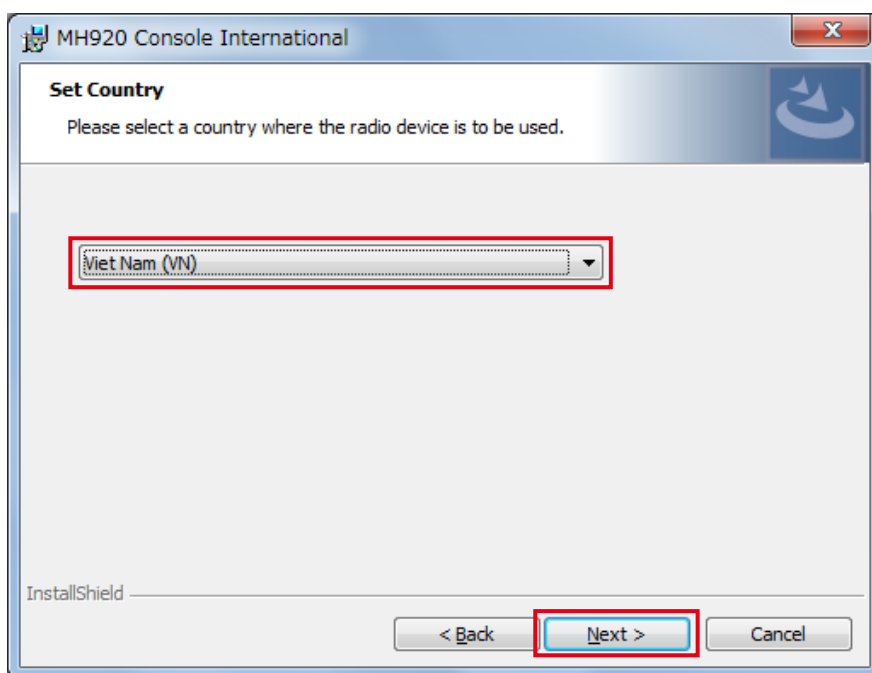 MH920 Console International
Set Country
Please select a country where the radio device is to be used.
Viet Nam (VN)
InstallShield
< Back
Next >
Cancel